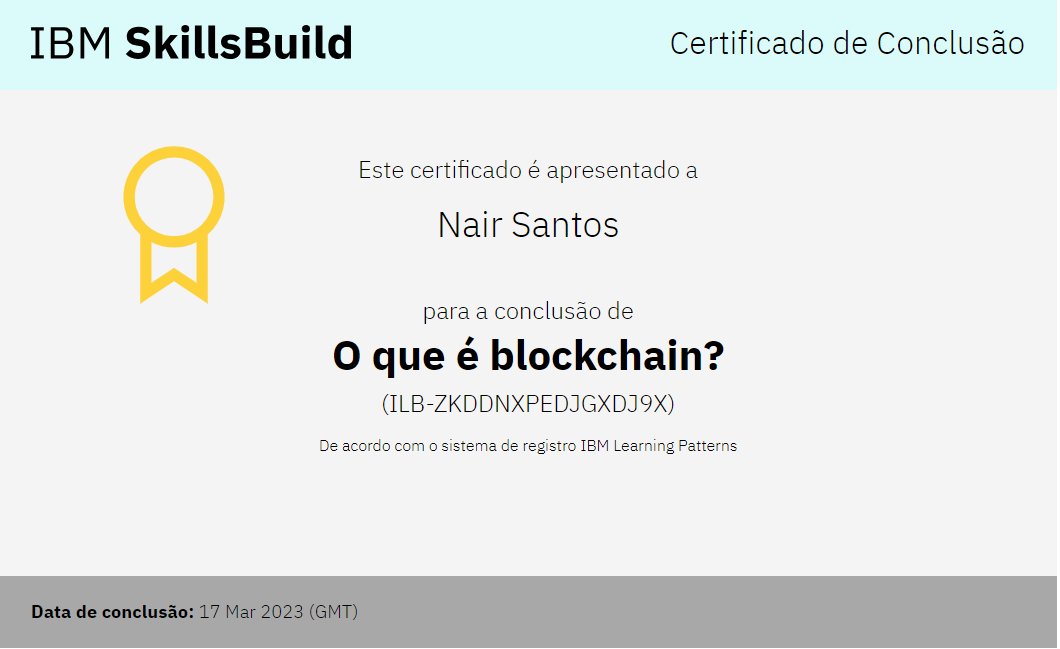 IBM SkillsBuild
Certificado de Conclusão
Este certificado é apresentado a
Nair Santos
para a conclusão de
O que é blockchain?
(ILB-ZKDDNXPEDJGXDJ9X)
De acordo com o sistema de registro IBM Learning Patterns
Data de conclusão: 17 Mar 2023 (GMT)